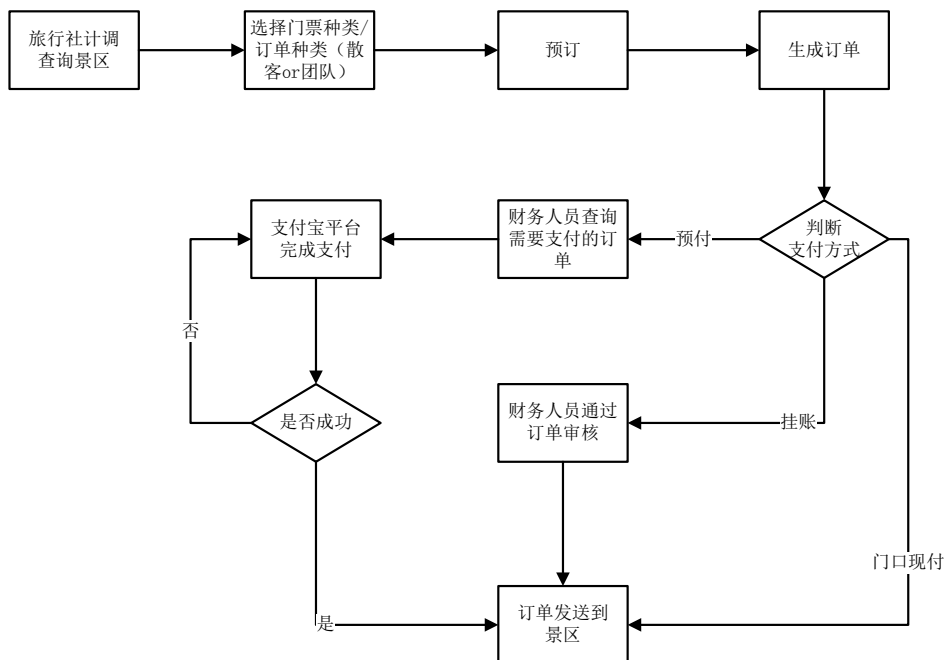 旅行社计调
查询景区
选择门票种类/
订单种类（散
客or团队）
预订
生成订单
支付宝平台
完成支付
财务人员查询
需要支付的订
单
预付
判断
支付方式
否
是否成功
财务人员通过
订单审核
挂账
门口现付
是
订单发送到
景区